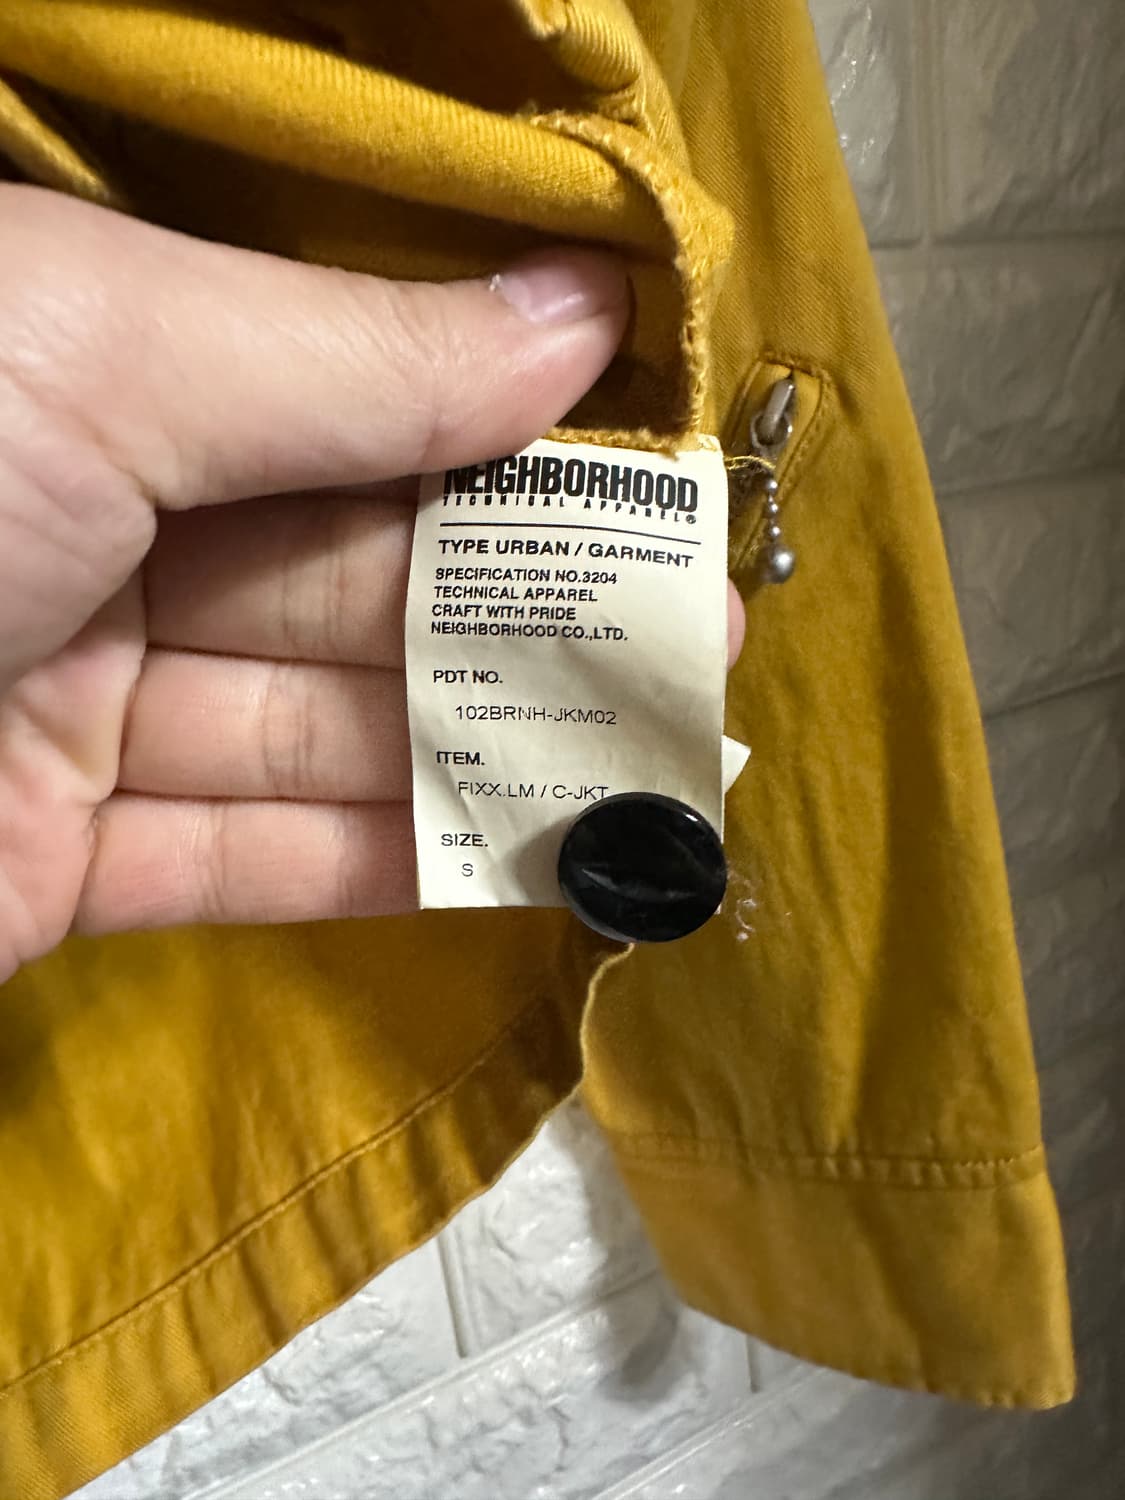 NEIGHBORHOOD
TECHNICAL APPAREL®
TYPE URBAN / GARMENT
SPECIFICATION NO.3204
TECHNICAL APPAREL
CRAFT WITH PRIDE
NEIGHBORHOOD CO.,LTD.
PDT NO.
102BRNH-JKM02
ITEM.
FIXX.LM / C-JKT
SIZE.
S